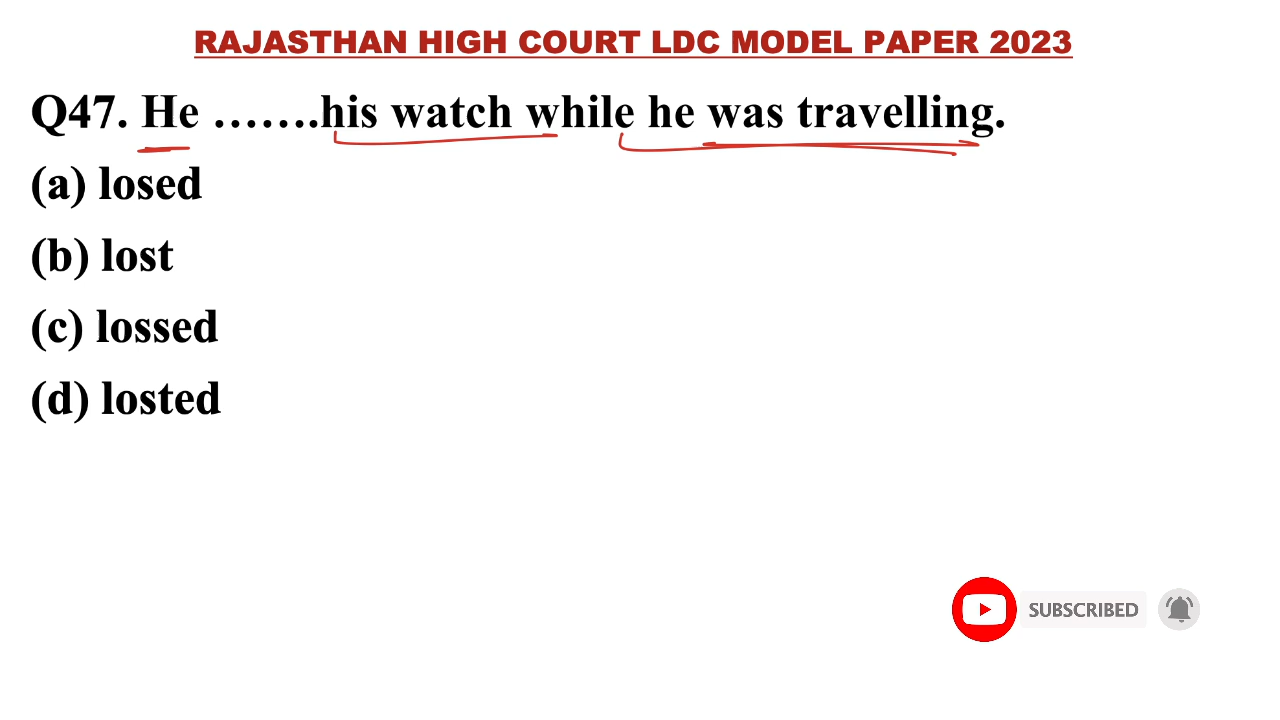 RAJASTHAN HIGH COURT LDC MODEL PAPER 2023
Q47. He …….his watch while he was travelling.
(a) losed
(b) lost
(c) lossed
(d) losted
SUBSCRIBED